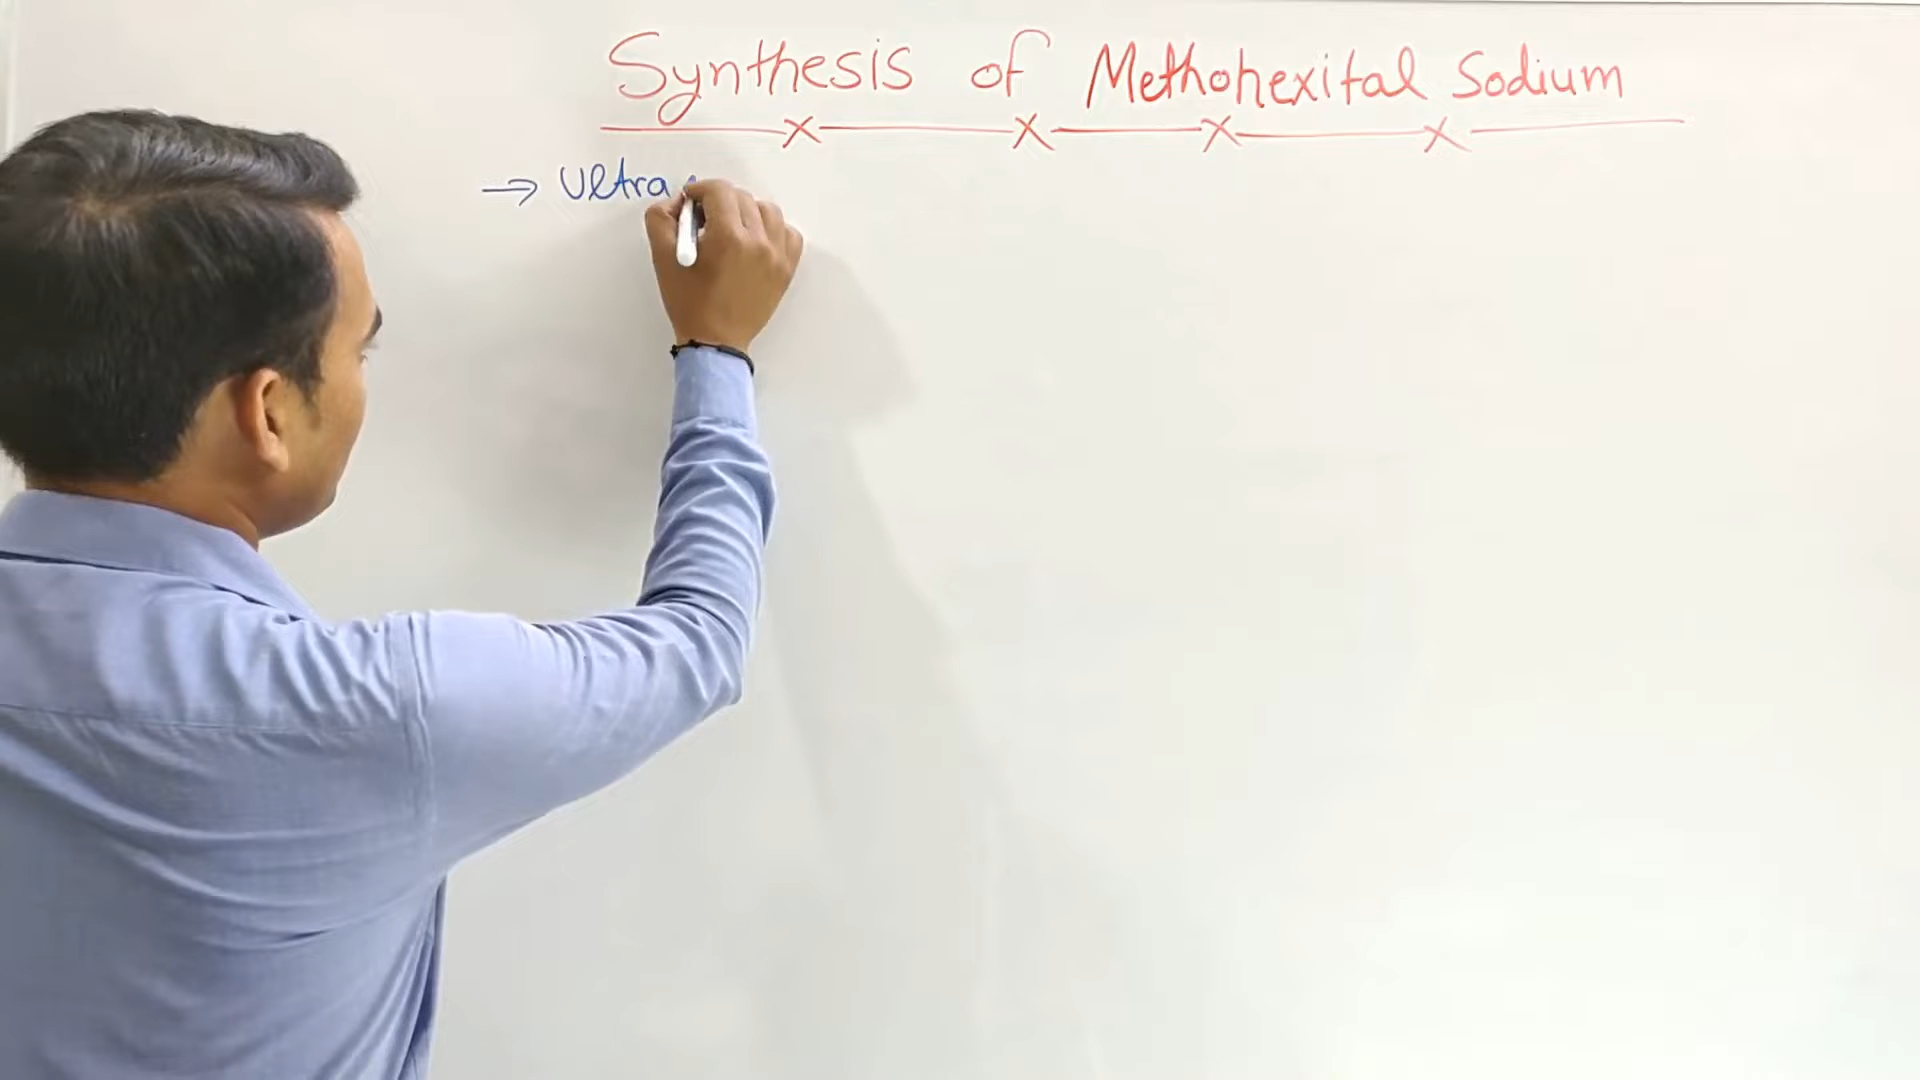 Synthesis of Methohexital Sodium
→ Ultra